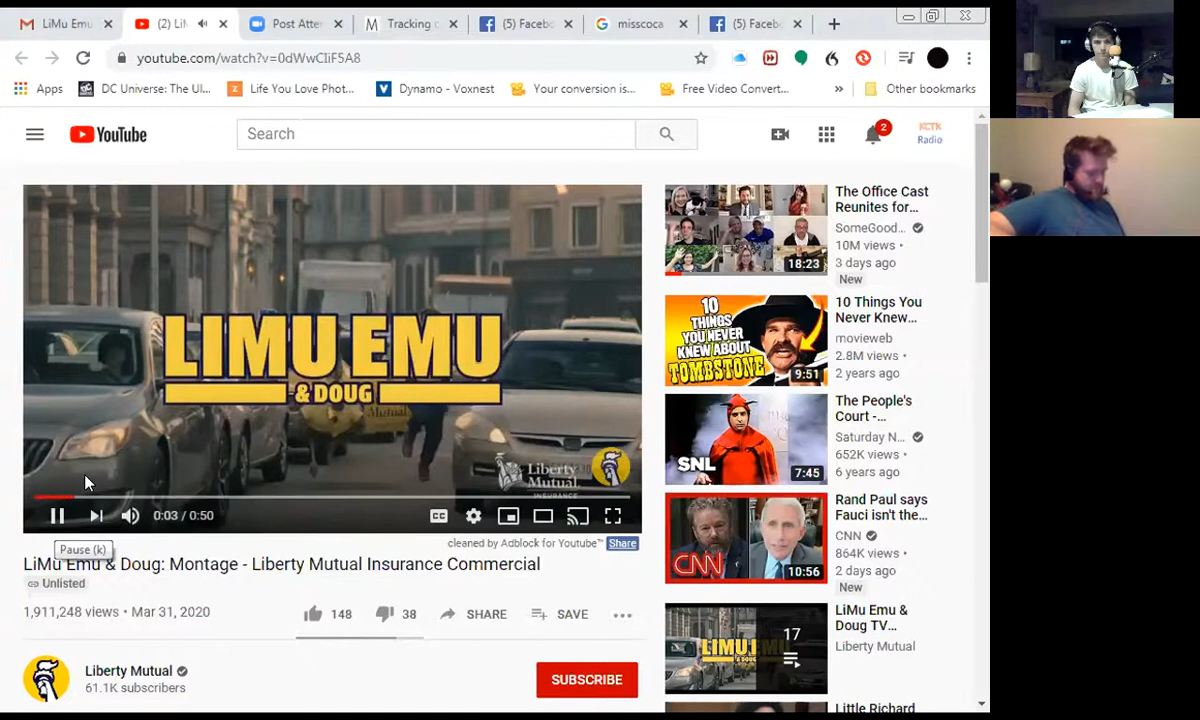 LiMu Emu
(2) LiM
Post Atter
Tracking
(5) Facebo
misscoca
(5) Facebo
youtube.com/watch?v=0dWwCIiF5A8
Apps
DC Universe: The Ul...
Life You Love Phot...
Dynamo - Voxnest
Your conversion is...
Free Video Convert...
»
Other bookmarks
YouTube
Search
2
KCTK
Radio
LIMU EMU
& DOUG
Liberty
Mutual
INSURANCE
0:03 / 0:50
CC
Pause (k)
cleaned by Adblock for Youtube™ Share
LiMu Emu & Doug: Montage - Liberty Mutual Insurance Commercial
Unlisted
1,911,248 views • Mar 31, 2020
148
38
SHARE
SAVE
Liberty Mutual
61.1K subscribers
SUBSCRIBE
The Office Cast
Reunites for...
SomeGood...
10M views •
3 days ago
New
18:23
10 Things You
Never Knew...
movieweb
2.8M views •
2 years ago
10
THINGS
YOU NEVER
KNEW ABOUT
TOMBSTONE
9:51
The People's
Court -...
Saturday N...
652K views •
6 years ago
SNL
7:45
Rand Paul says
Fauci isn't the...
CNN
864K views •
2 days ago
New
CNN
10:56
LiMu Emu &
Doug TV...
Liberty Mutual
17
Little Richard